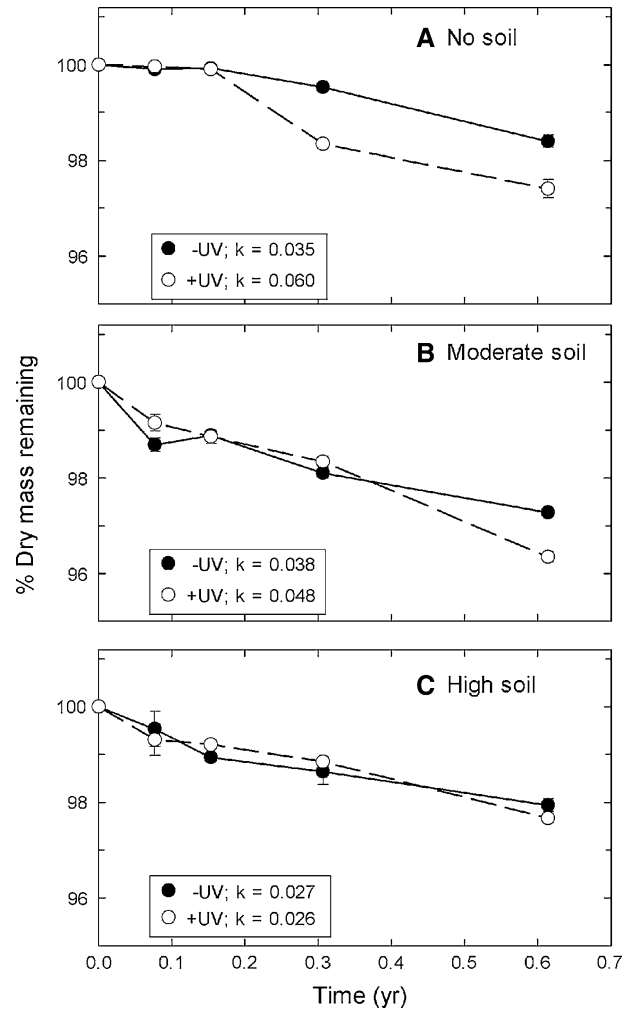 A No soil
100
98
96
-UV; k = 0.035
+UV; k = 0.060
B Moderate soil
100
98
96
-UV; k = 0.038
+UV; k = 0.048
% Dry mass remaining
C High soil
100
98
96
-UV; k = 0.027
+UV; k = 0.026
0.0 0.1 0.2 0.3 0.4 0.5 0.6 0.7
Time (yr)